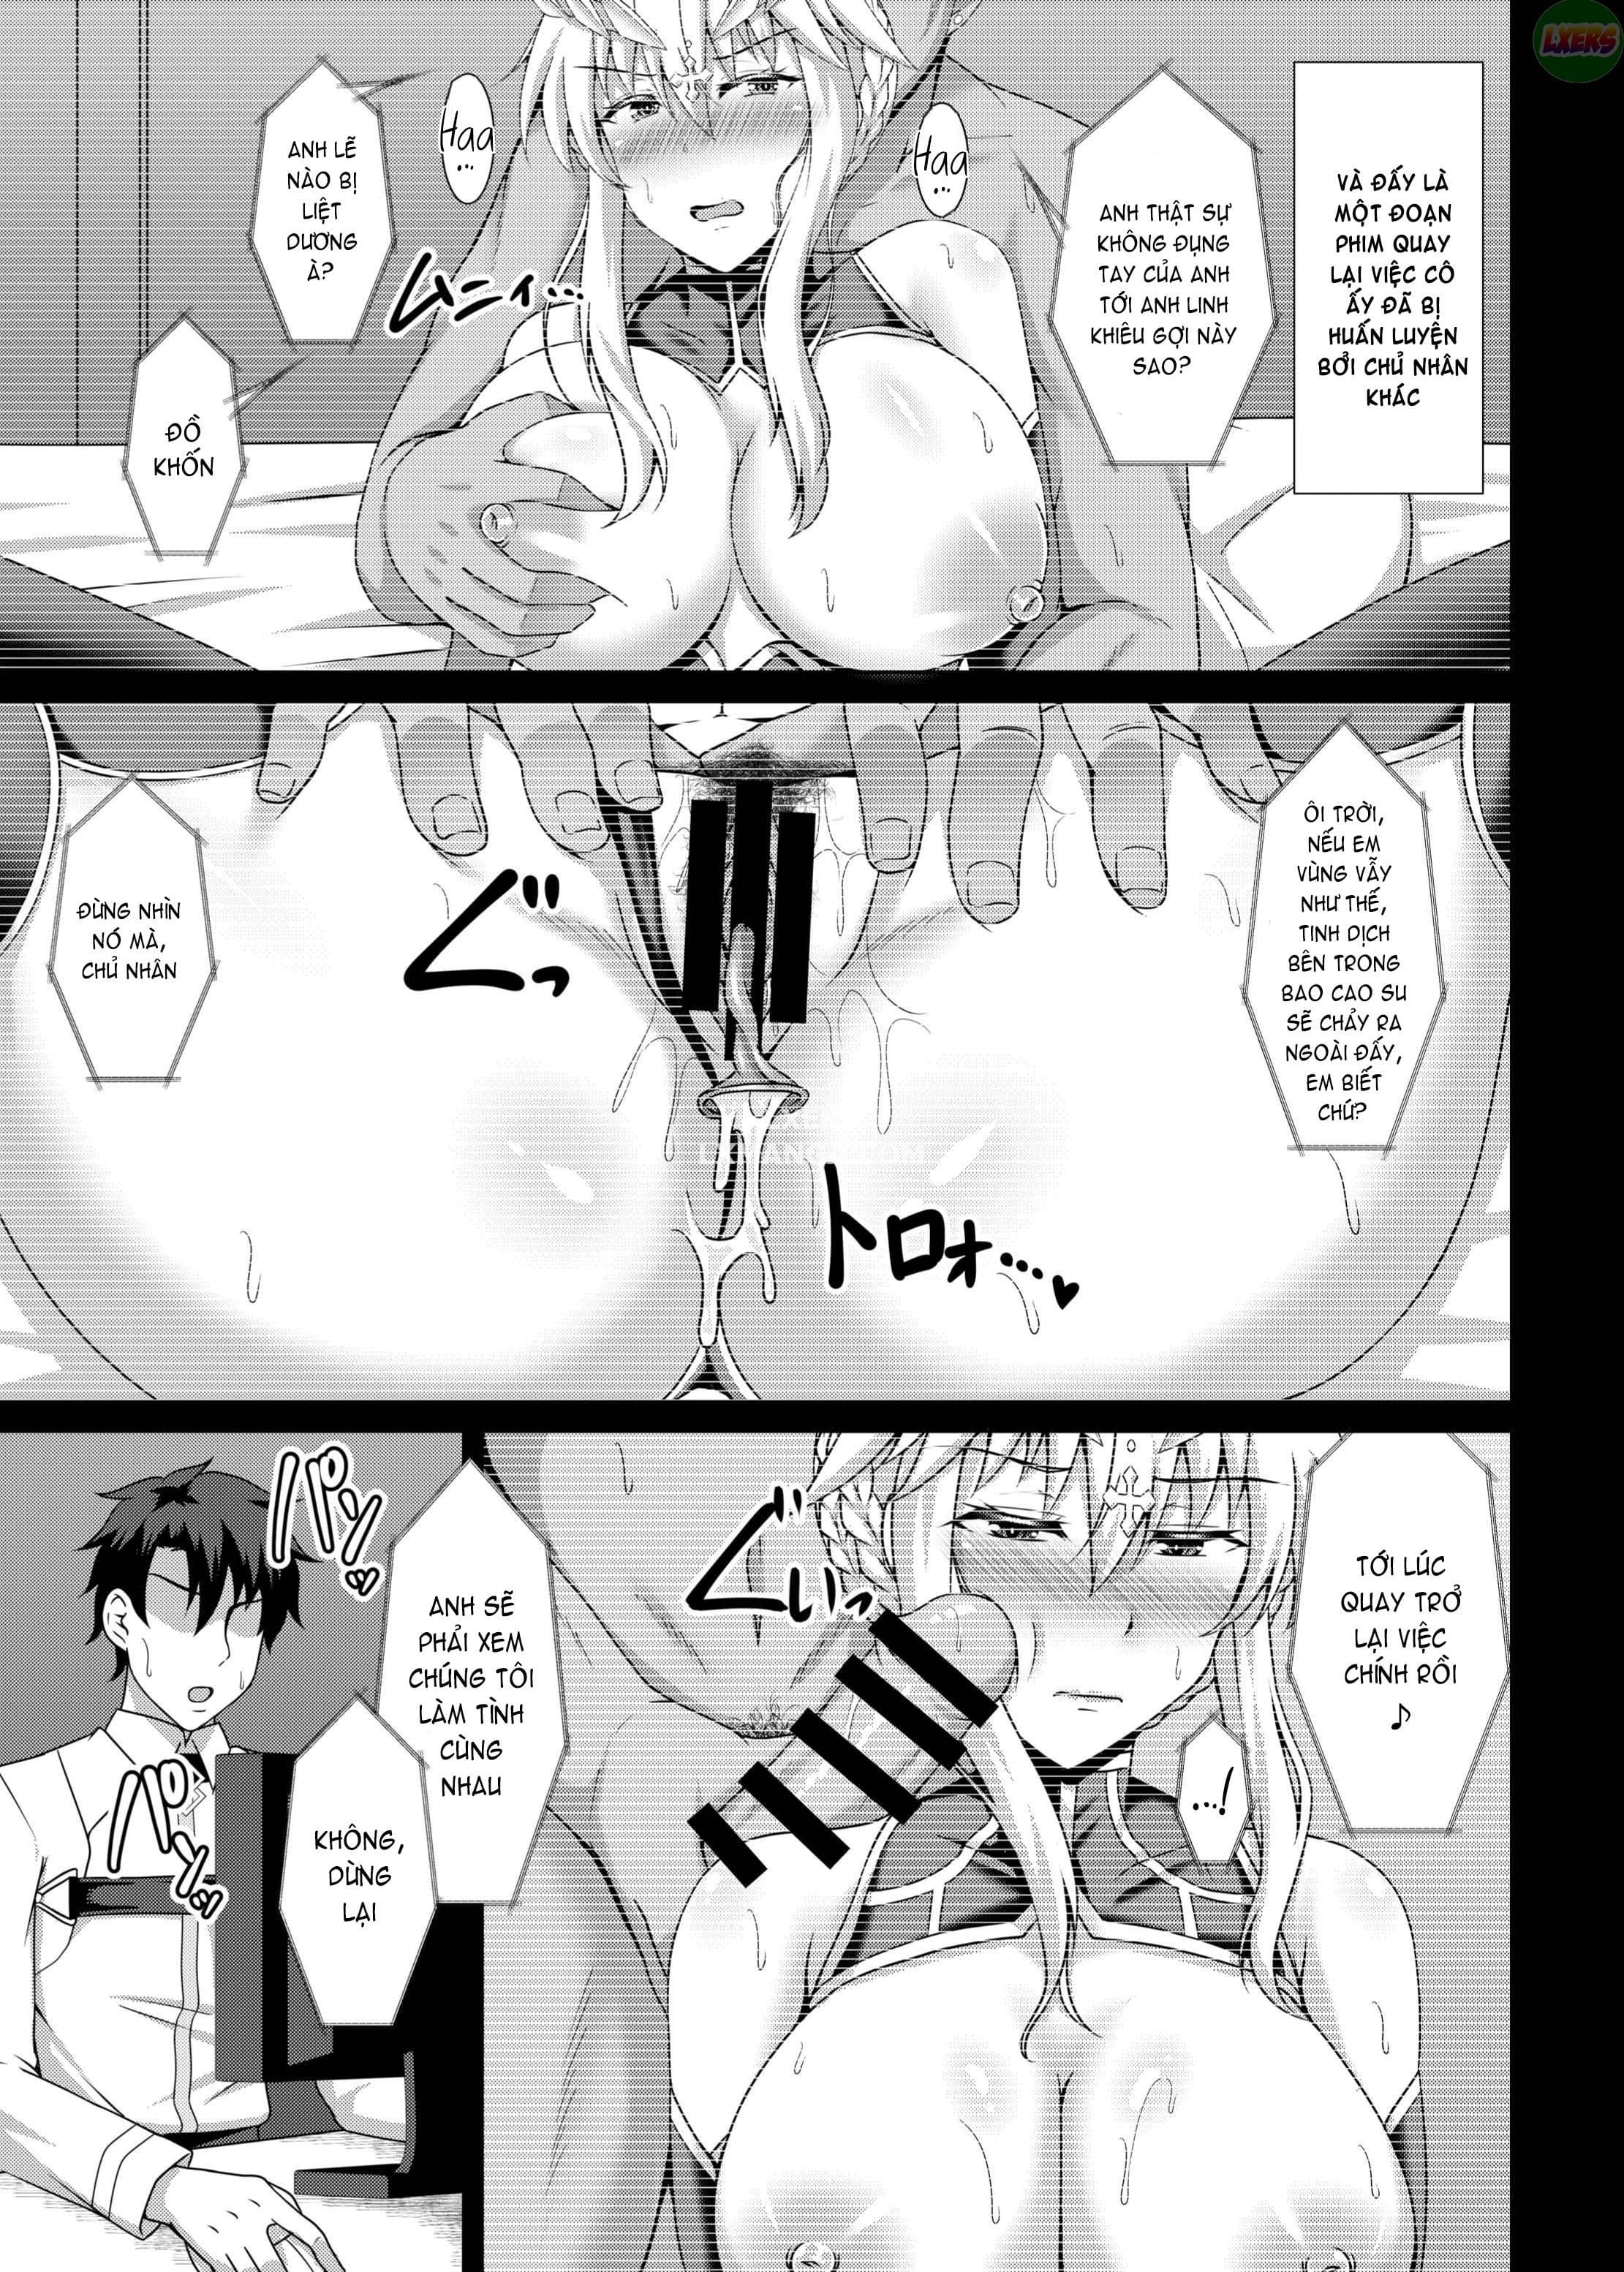 LXERS
VÀ ĐẤY LÀ
MỘT ĐOẠN
PHIM QUAY
LẠI VIỆC CÔ
ẤY ĐÃ BỊ
HUẤN LUYỆN
BỞI CHỦ NHÂN
KHÁC
ANH THẬT SỰ
KHÔNG ĐỤNG
TAY CỦA ANH
TỚI ANH LINH
KHIÊU GỢI NÀY
SAO?
Haa
...
Haa
...
ムニィ…
ANH LẼ
NÀO BỊ
LIỆT
DƯƠNG
À?
ĐỒ
KHỐN
ÔI TRỜI,
NẾU EM
VÙNG VẪY
NHƯ THẾ,
TINH DỊCH
BÊN TRONG
BAO CAO SU
SẼ CHẢY RA
NGOÀI ĐẤY,
EM BIẾT
CHỨ?
ぐっ
ĐỪNG NHÌN
NÓ MÀ,
CHỦ NHÂN
トロォ…♥
TỚI LÚC
QUAY TRỞ
LẠI VIỆC
CHÍNH RỒI
♪
...!
ぐいっ
ANH SẼ
PHẢI XEM
CHÚNG TÔI
LÀM TÌNH
CÙNG
NHAU
KHÔNG,
DỪNG
LẠI
パンッ
パンッ